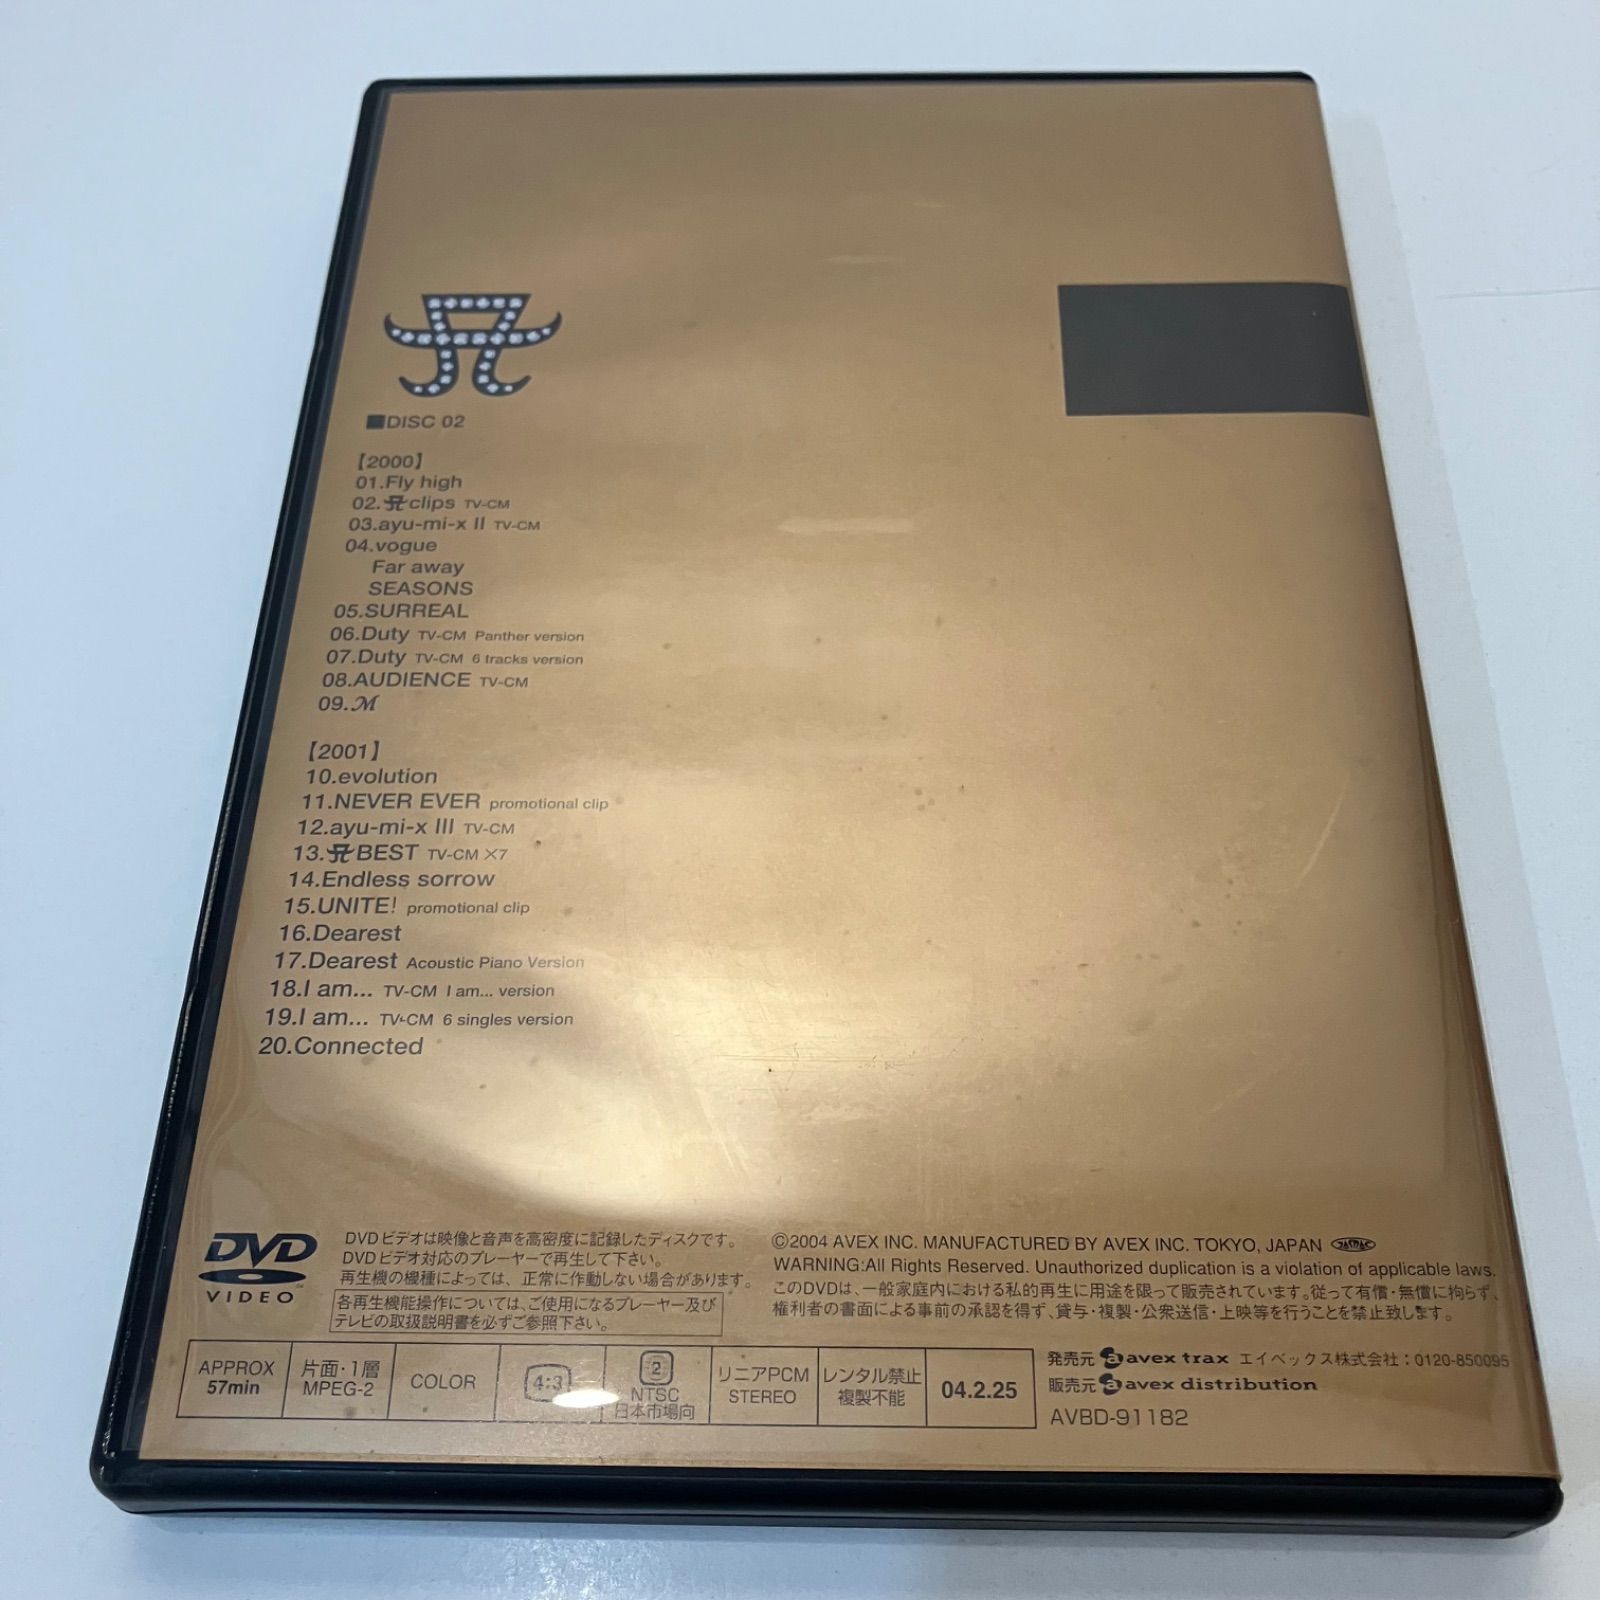 ■DISC 02
【2000】
01.Fly high
02.A clips TV-CM
03.ayu-mi-x II TV-CM
04.vogue
Far away
SEASONS
05.SURREAL
06.Duty TV-CM Panther version
07.Duty TV-CM 6 tracks version
08.AUDIENCE TV-CM
09.M
【2001】
10.evolution
11.NEVER EVER promotional clip
12.ayu-mi-x III TV-CM
13.A BEST TV-CM ×7
14.Endless sorrow
15.UNITE! promotional clip
16.Dearest
17.Dearest Acoustic Piano Version
18.I am... TV-CM I am... version
19.I am... TV-CM 6 singles version
20.Connected
DVD VIDEO
DVDビデオは映像と音声を高密度に記録したディスクです。
DVDビデオ対応のプレーヤーで再生して下さい。
再生機の機種によっては、正常に作動しない場合があります。
各再生機能操作については、ご使用になるプレーヤー及び
テレビの取扱説明書を必ずご参照下さい。
©2004 AVEX INC. MANUFACTURED BY AVEX INC. TOKYO, JAPAN JASRAC
WARNING:All Rights Reserved. Unauthorized duplication is a violation of applicable laws.
このDVDは、一般家庭内における私的再生に用途を限って販売されています。従って有償・無償に拘らず、
権利者の書面による事前の承認を得ず、貸与・複製・公衆送信・上映等を行うことを禁止致します。
APPROX
57min
片面・1層
MPEG-2
COLOR
4:3
2
NTSC
日本市場向
リニアPCM
STEREO
レンタル禁止
複製不能
04.2.25
発売元 avex trax エイベックス株式会社：0120-850095
販売元 avex distribution
AVBD-91182